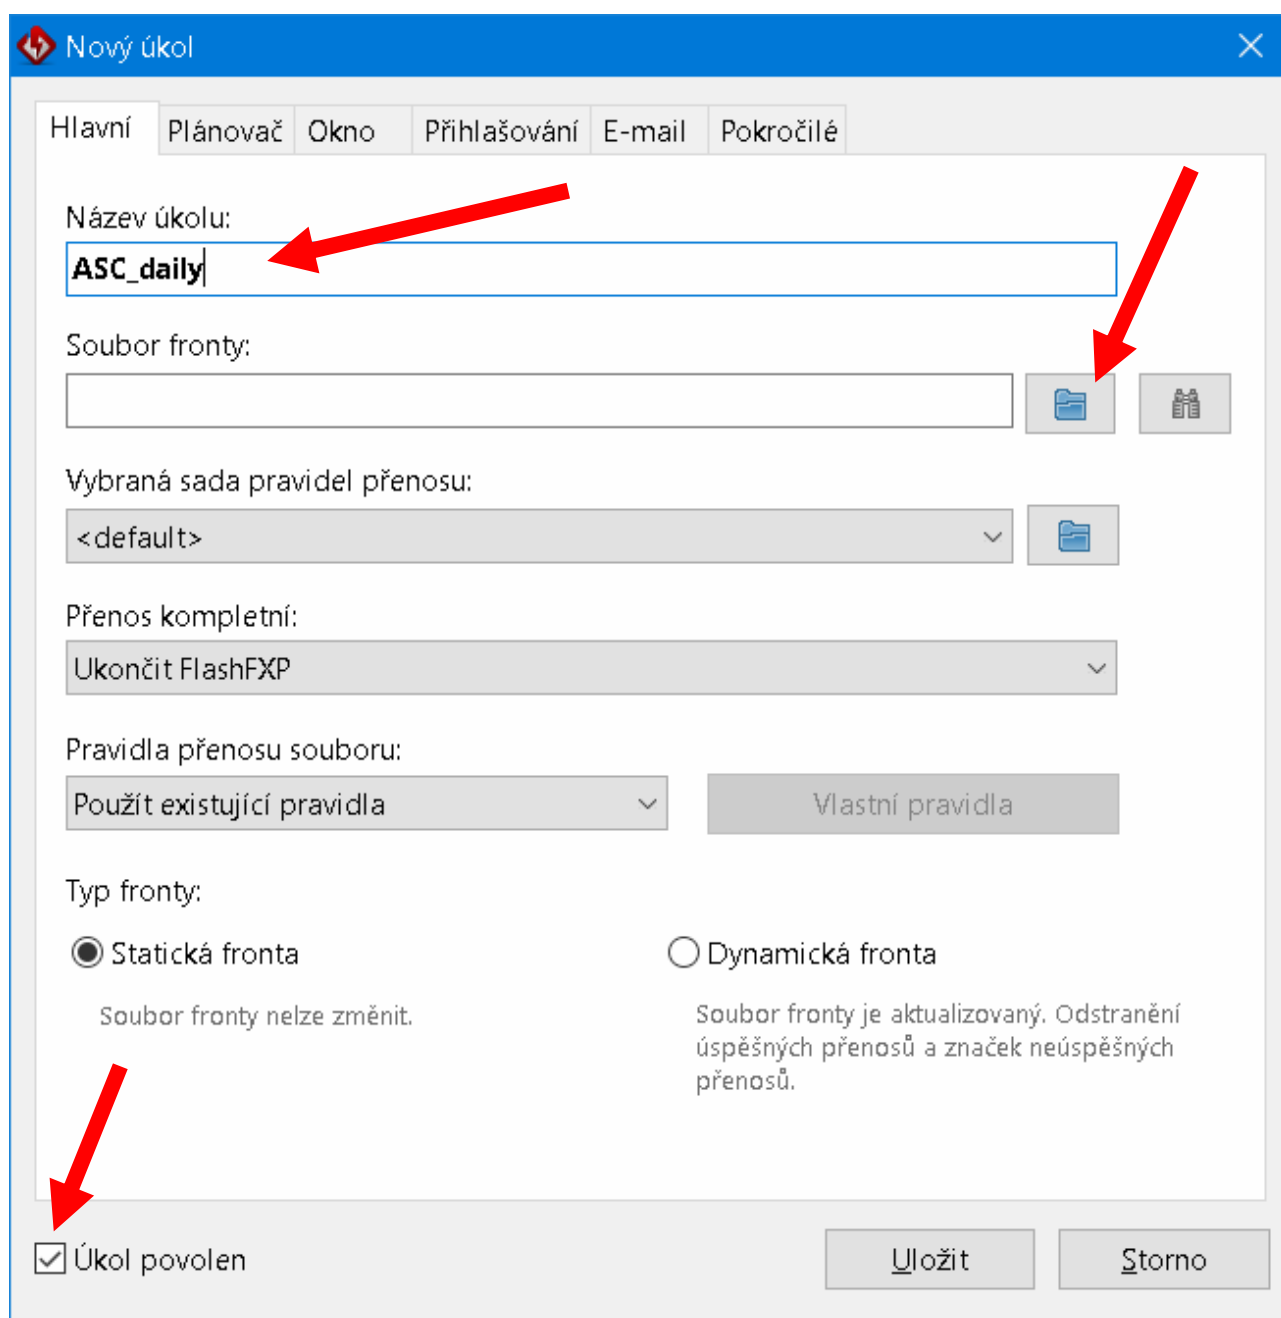 Nový úkol
Hlavní Plánovač Okno Přihlašování E-mail Pokročilé
Název úkolu:
ASC_daily
Soubor fronty:
Vybraná sada pravidel přenosu:
<default>
Přenos kompletní:
Ukončit FlashFXP
Pravidla přenosu souboru:
Použít existující pravidla Vlastní pravidla
Typ fronty:
Statická fronta Dynamická fronta
Soubor fronty nelze změnit.
Soubor fronty je aktualizovaný. Odstranění
úspěšných přenosů a značek neúspěšných
přenosů.
Úkol povolen Uložit Storno